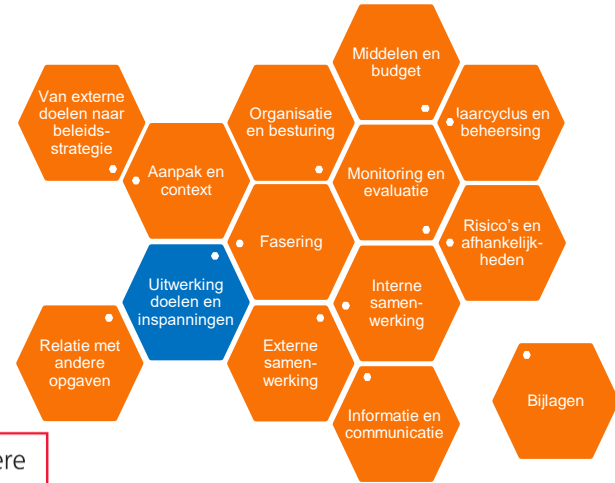 Middelen en
budget
Van externe
doelen naar
beleids-
strategie
Organisatie
en besturing
Jaarcyclus en
beheersing
Aanpak en
context
Monitoring en
evaluatie
Fasering
Risico's en
afhankelijk-
heden
Uitwerking
doelen en
inspanningen
Interne
samen-
werking
Relatie met
andere
opgaven
Externe
samen-
werking
Informatie en
communicatie
Bijlagen
ere